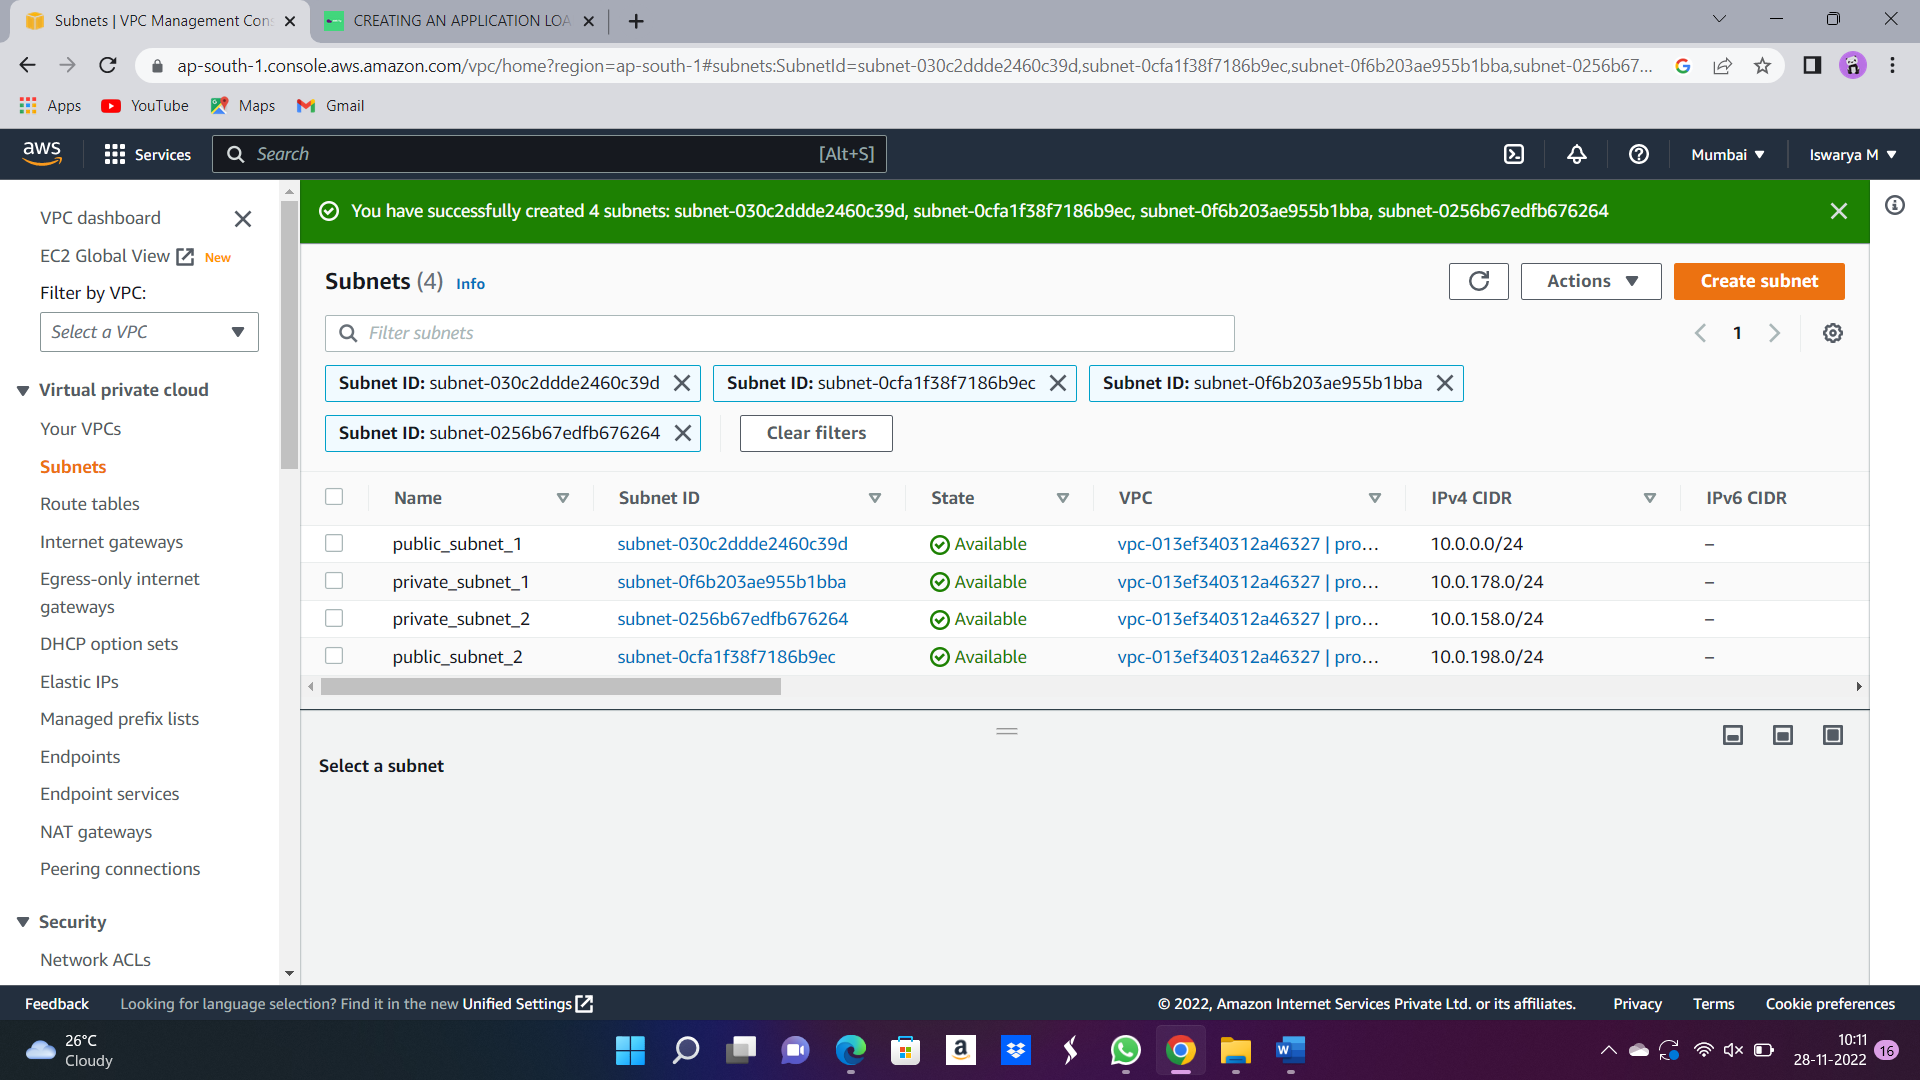 Subnets | VPC Management Con
CREATING AN APPLICATION LOA
ap-south-1.console.aws.amazon.com/vpc/home?region=ap-south-1#subnets:SubnetId=subnet-030c2ddde2460c39d,subnet-0cfa1f38f7186b9ec,subnet-0f6b203ae955b1bba,subnet-0256b67...
Apps YouTube Maps Gmail
aws Services Search [Alt+S] Mumbai Iswarya M
You have successfully created 4 subnets: subnet-030c2ddde2460c39d, subnet-0cfa1f38f7186b9ec, subnet-0f6b203ae955b1bba, subnet-0256b67edfb676264
VPC dashboard
EC2 Global View New
Filter by VPC:
Select a VPC
Virtual private cloud
Your VPCs
Subnets
Route tables
Internet gateways
Egress-only internet
gateways
DHCP option sets
Elastic IPs
Managed prefix lists
Endpoints
Endpoint services
NAT gateways
Peering connections
Security
Network ACLs
Subnets (4) Info
Actions Create subnet
Filter subnets
1
Subnet ID: subnet-030c2ddde2460c39d Subnet ID: subnet-0cfa1f38f7186b9ec Subnet ID: subnet-0f6b203ae955b1bba
Subnet ID: subnet-0256b67edfb676264 Clear filters
Name Subnet ID State VPC IPv4 CIDR IPv6 CIDR
public_subnet_1 subnet-030c2ddde2460c39d Available vpc-013ef340312a46327 | pro... 10.0.0.0/24 –
private_subnet_1 subnet-0f6b203ae955b1bba Available vpc-013ef340312a46327 | pro... 10.0.178.0/24 –
private_subnet_2 subnet-0256b67edfb676264 Available vpc-013ef340312a46327 | pro... 10.0.158.0/24 –
public_subnet_2 subnet-0cfa1f38f7186b9ec Available vpc-013ef340312a46327 | pro... 10.0.198.0/24 –
Select a subnet
Feedback Looking for language selection? Find it in the new Unified Settings © 2022, Amazon Internet Services Private Ltd. or its affiliates. Privacy Terms Cookie preferences
26°C
Cloudy
10:11
28-11-2022
16